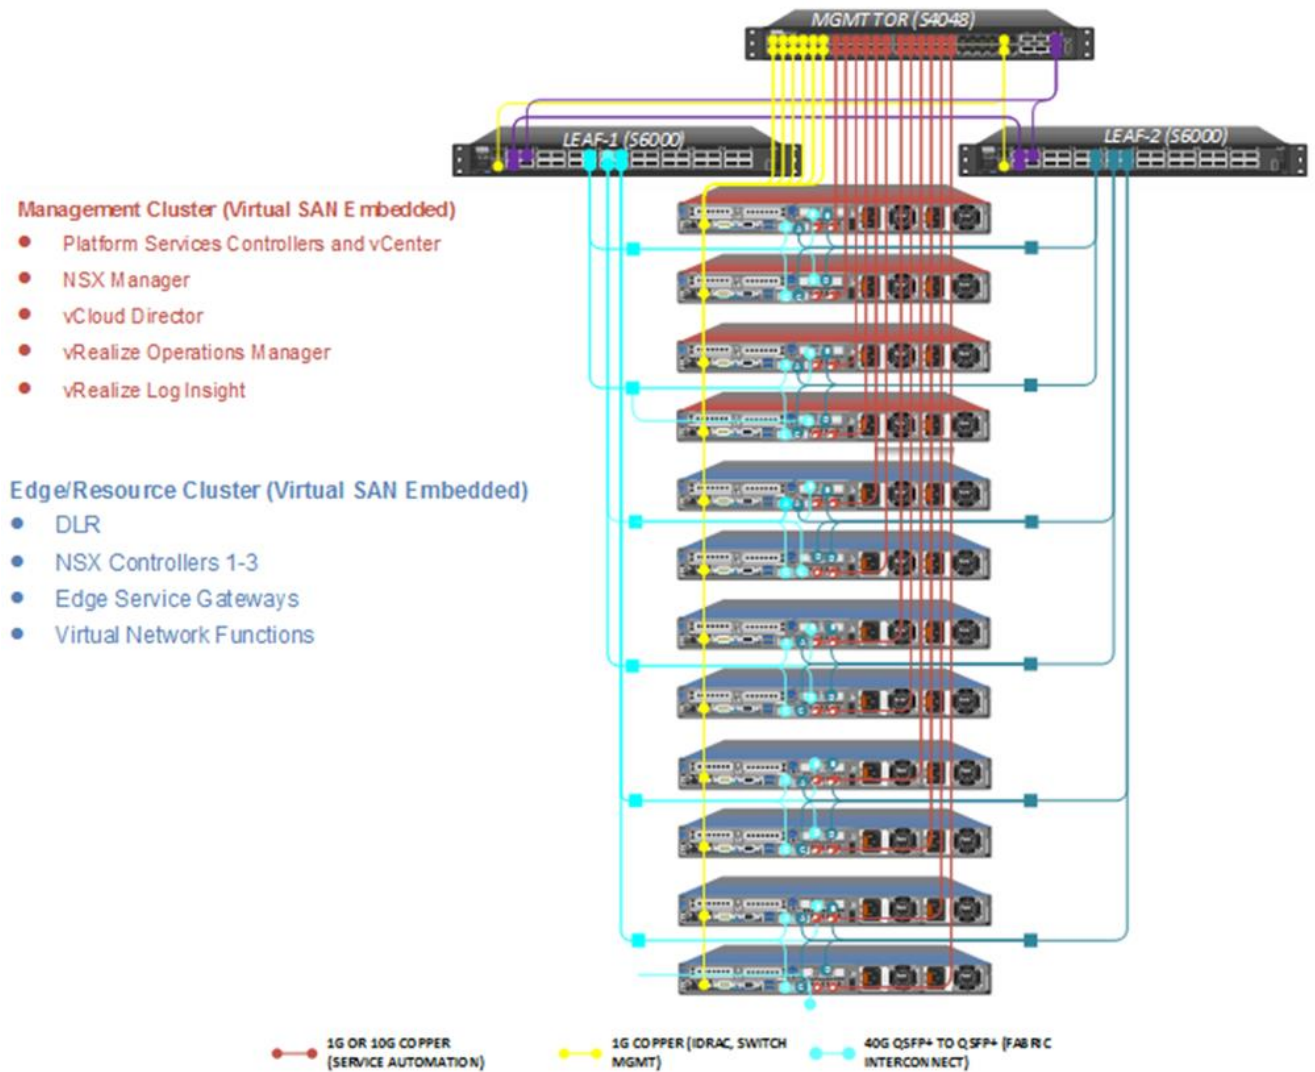 MGMT TOR (S4048)
LEAF-1 (S6000)
LEAF-2 (S6000)
Management Cluster (Virtual SAN Embedded)
Platform Services Controllers and vCenter
NSX Manager
vCloud Director
vRealize Operations Manager
vRealize Log Insight
Edge/Resource Cluster (Virtual SAN Embedded)
DLR
NSX Controllers 1-3
Edge Service Gateways
Virtual Network Functions
1G OR 10G COPPER
(SERVICE AUTOMATION)
1G COPPER (IDRAC, SWITCH
MGMT)
40G QSFP+ TO QSFP+ (FABRIC
INTERCONNECT)